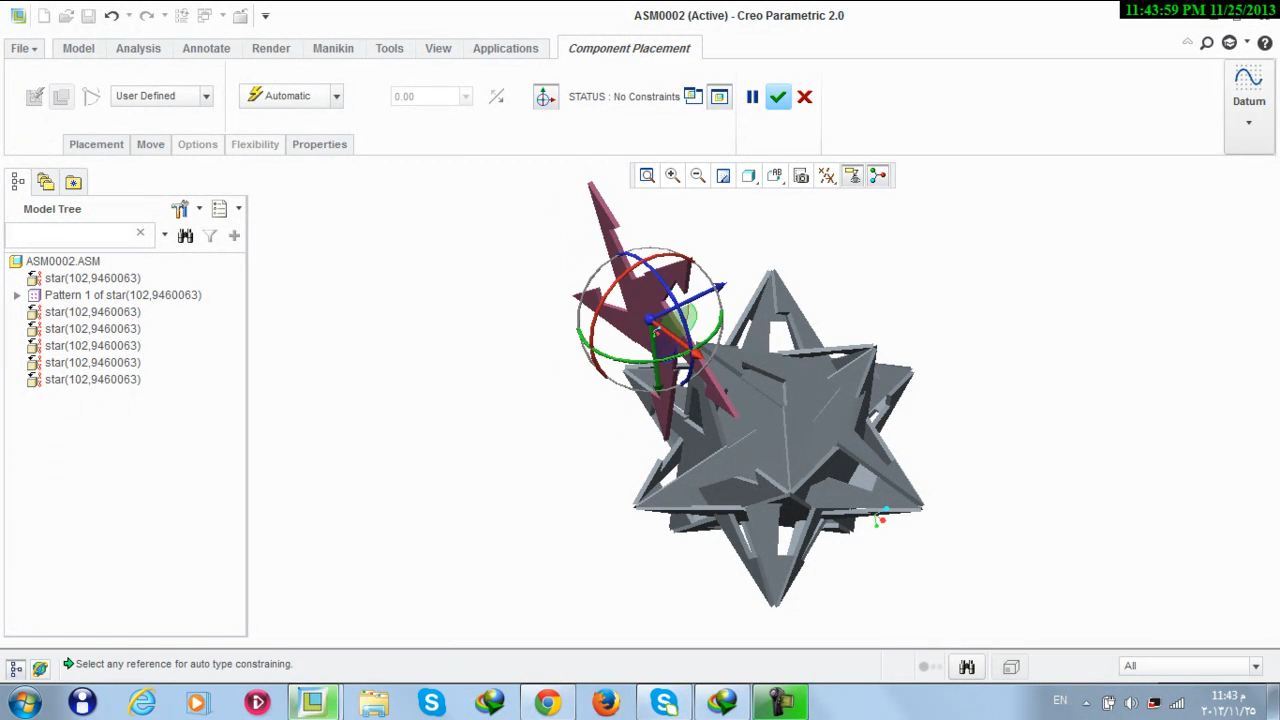 ASM0002 (Active) - Creo Parametric 2.0
11:43:59 PM 11/25/2013
File
Model
Analysis
Annotate
Render
Manikin
Tools
View
Applications
Component Placement
User Defined
Automatic
0.00
STATUS : No Constraints
Datum
Placement
Move
Options
Flexibility
Properties
Model Tree
ASM0002.ASM
star(102,9460063)
Pattern 1 of star(102,9460063)
star(102,9460063)
star(102,9460063)
star(102,9460063)
star(102,9460063)
star(102,9460063)
Select any reference for auto type constraining.
All
EN
11:43 م
٢٠١٣/١١/٢٥